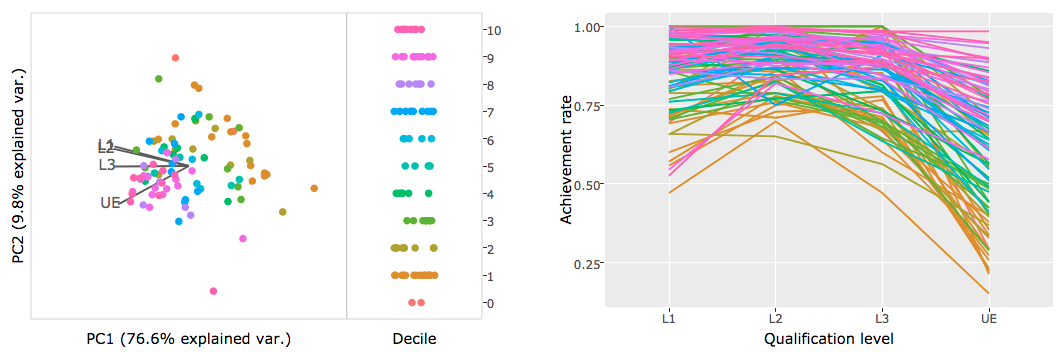 PC2 (9.8% explained var.)
L2
L3
UE
10
9
8
7
6
5
4
3
2
1
0
PC1 (76.6% explained var.)
Decile
Achievement rate
1.00
0.75
0.50
0.25
L1
L2
L3
UE
Qualification level